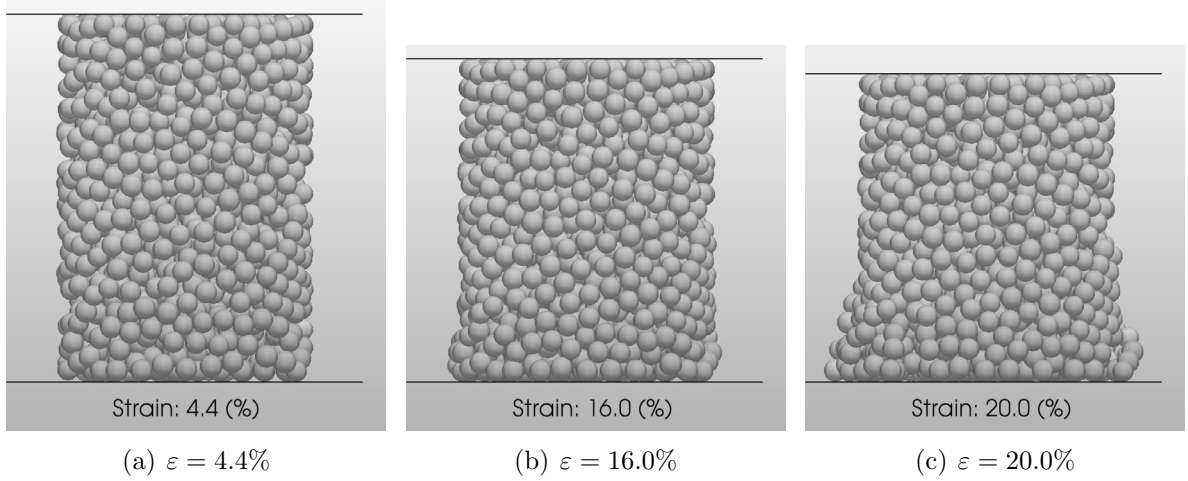 Strain: 4.4 (%)
Strain: 16.0 (%)
Strain: 20.0 (%)
(a) ε = 4.4%
(b) ε = 16.0%
(c) ε = 20.0%